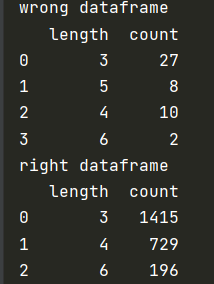 wrong dataframe
length count
0 3 27
1 5 8
2 4 10
3 6 2
right dataframe
length count
0 3 1415
1 4 729
2 6 196